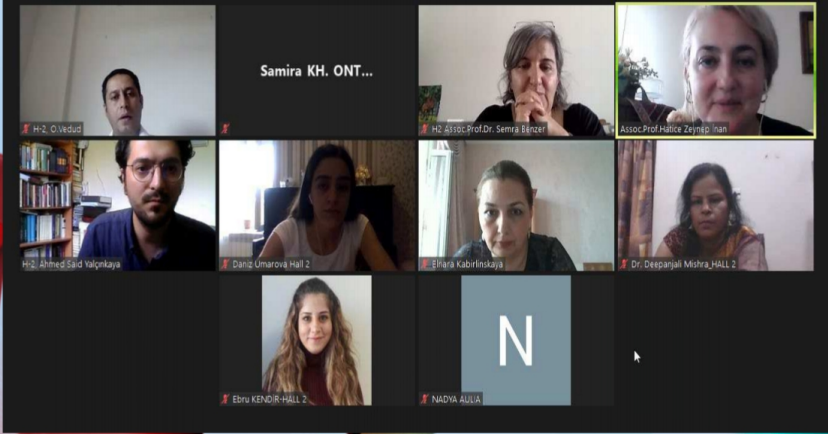 Samira KH. ONT...
H-2, O.Vedud
H2 Assoc.Prof.Dr. Semra Benzer
Assoc.Prof.Hatice Zeynep Inan
H-2, Ahmed Said Yalçınkaya
Daniz Umarova Hall 2
Elnara Kabirlinskaya
Dr. Deepanjali Mishra_HALL 2
N
Ebru KENDİR-HALL 2
NADYA AULIA